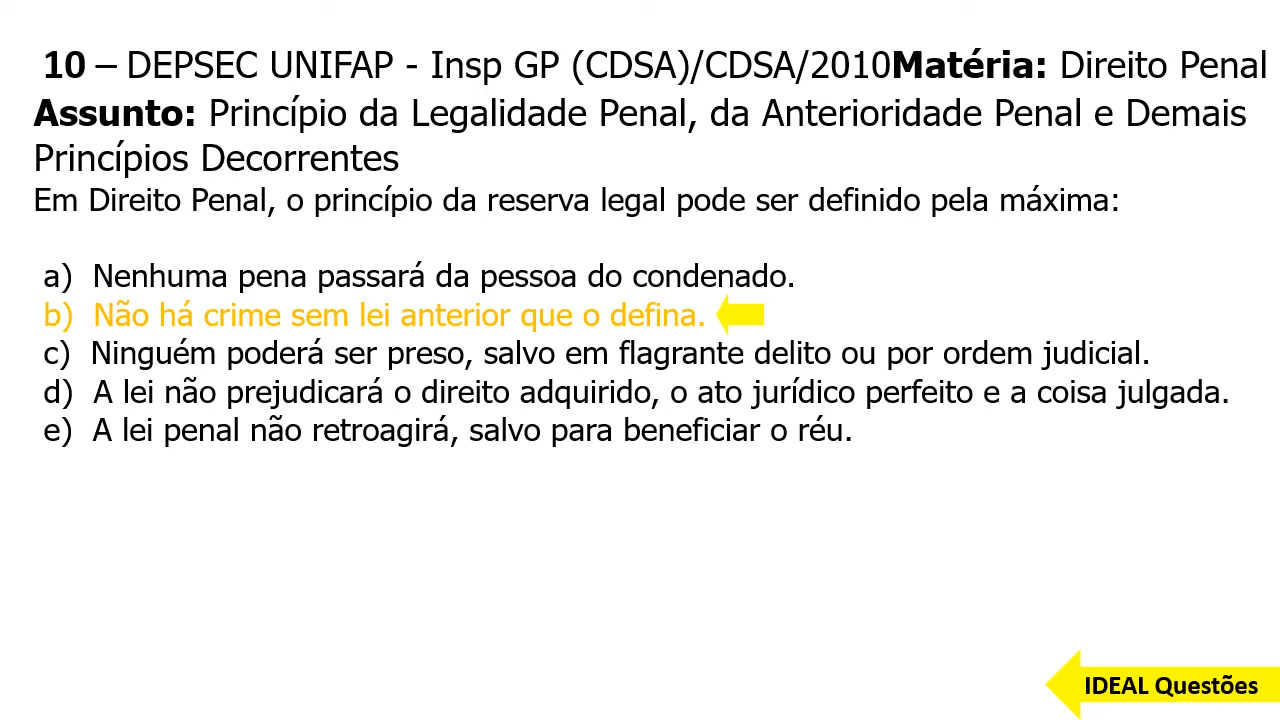 10 – DEPSEC UNIFAP - Insp GP (CDSA)/CDSA/2010Matéria: Direito Penal
Assunto: Princípio da Legalidade Penal, da Anterioridade Penal e Demais
Princípios Decorrentes
Em Direito Penal, o princípio da reserva legal pode ser definido pela máxima:
a) Nenhuma pena passará da pessoa do condenado.
b) Não há crime sem lei anterior que o defina.
c) Ninguém poderá ser preso, salvo em flagrante delito ou por ordem judicial.
d) A lei não prejudicará o direito adquirido, o ato jurídico perfeito e a coisa julgada.
e) A lei penal não retroagirá, salvo para beneficiar o réu.
IDEAL Questões